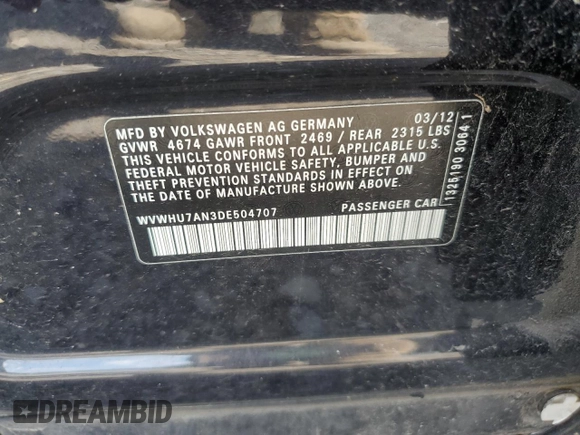 03/12
MFD BY VOLKSWAGEN AG GERMANY
GVWR 4674 GAWR FRONT 2469 / REAR 2315 LBS
THIS VEHICLE CONFORMS TO ALL APPLICABLE U.S.
FEDERAL MOTOR VEHICLE SAFETY, BUMPER AND
THEFT PREVENTION STANDARDS IN EFFECT ON
THE DATE OF MANUFACTURE SHOWN ABOVE.
WVWHU7AN3DE504707 PASSENGER CAR
1325190 3064 1
DREAMBID